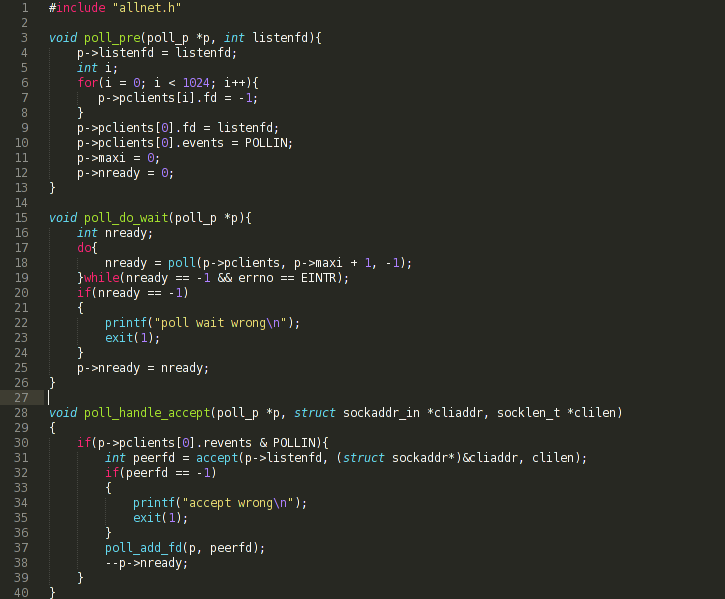 1 #include "allnet.h"
2
3 void poll_pre(poll_p *p, int listenfd){
4     p->listenfd = listenfd;
5     int i;
6     for(i = 0; i < 1024; i++){
7        p->pclients[i].fd = -1;
8     }
9     p->pclients[0].fd = listenfd;
10     p->pclients[0].events = POLLIN;
11     p->maxi = 0;
12     p->nready = 0;
13 }
14
15 void poll_do_wait(poll_p *p){
16     int nready;
17     do{
18         nready = poll(p->pclients, p->maxi + 1, -1);
19     }while(nready == -1 && errno == EINTR);
20     if(nready == -1)
21     {
22         printf("poll wait wrong\n");
23         exit(1);
24     }
25     p->nready = nready;
26 }
27
28 void poll_handle_accept(poll_p *p, struct sockaddr_in *cliaddr, socklen_t *clilen)
29 {
30     if(p->pclients[0].revents & POLLIN){
31         int peerfd = accept(p->listenfd, (struct sockaddr*)&cliaddr, clilen);
32         if(peerfd == -1)
33         {
34             printf("accept wrong\n");
35             exit(1);
36         }
37         poll_add_fd(p, peerfd);
38         --p->nready;
39     }
40 }